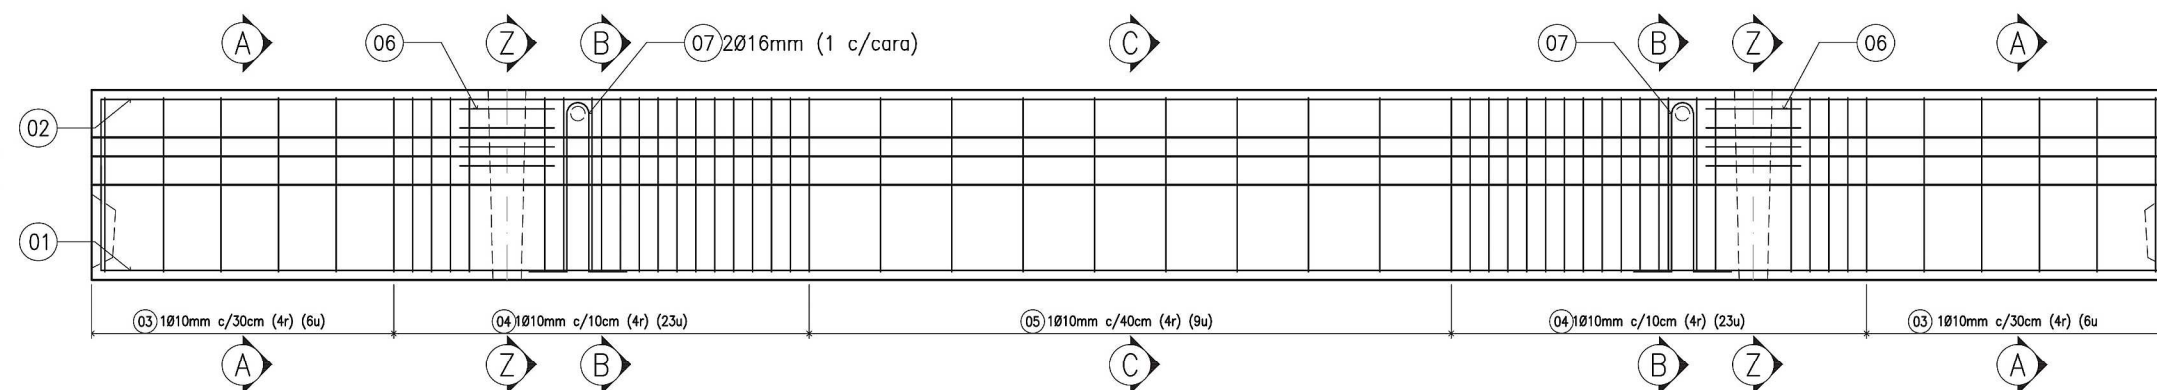 A 06 Z B 07 2Ø16mm (1 c/cara) C 07 B Z 06 A
02
01
03 1Ø10mm c/30cm (4r) (6u) 04 1Ø10mm c/10cm (4r) (23u) 05 1Ø10mm c/40cm (4r) (9u) 04 1Ø10mm c/10cm (4r) (23u) 03 1Ø10mm c/30cm (4r) (6u
A Z B C B Z A